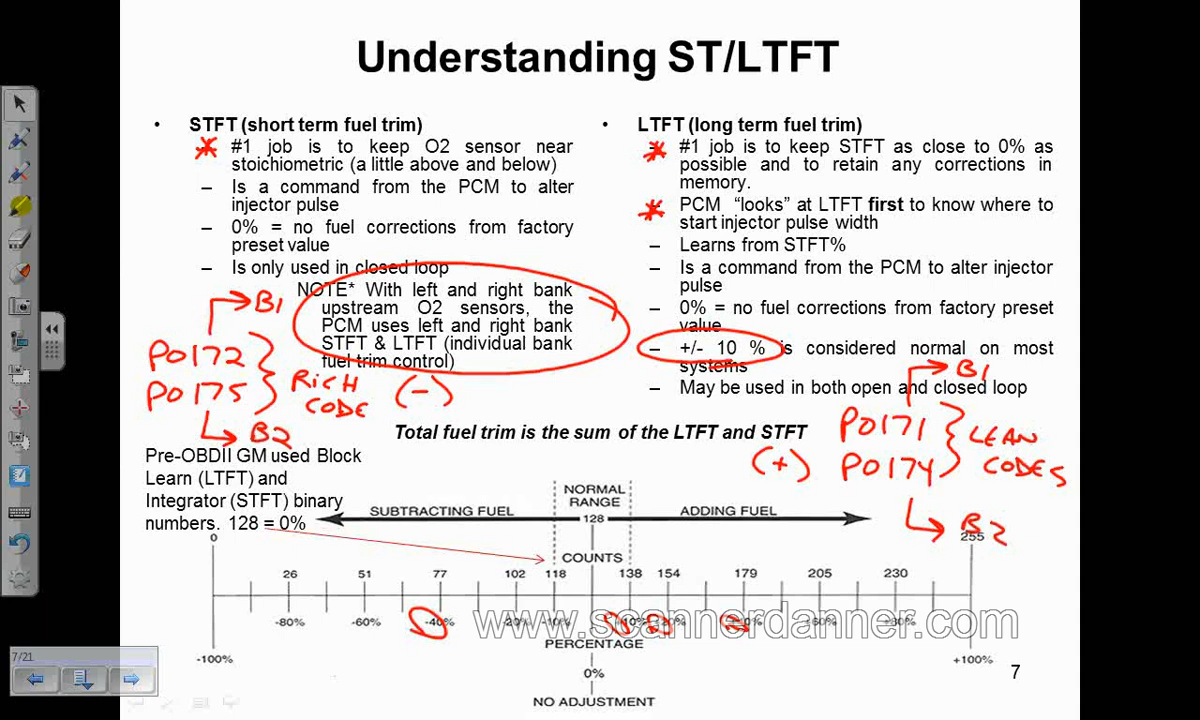 Understanding ST/LTFT
• STFT (short term fuel trim)
#1 job is to keep O2 sensor near
stoichiometric (a little above and below)
– Is a command from the PCM to alter
injector pulse
– 0% = no fuel corrections from factory
preset value
– Is only used in closed loop
NOTE* With left and right bank
upstream O2 sensors, the
PCM uses left and right bank
STFT & LTFT (individual bank
fuel trim control)
B1
P0172
P0175
RICH
CODE
(-)
B2
• LTFT (long term fuel trim)
#1 job is to keep STFT as close to 0% as
possible and to retain any corrections in
memory.
PCM “looks” at LTFT first to know where to
start injector pulse width
– Learns from STFT%
– Is a command from the PCM to alter injector
pulse
– 0% = no fuel corrections from factory preset
value
– +/- 10 % is considered normal on most
systems
– May be used in both open and closed loop
B1
P0171
P0174
LEAN
CODES
(+)
B2
Total fuel trim is the sum of the LTFT and STFT
Pre-OBDII GM used Block
Learn (LTFT) and
Integrator (STFT) binary
numbers. 128 = 0%
NORMAL
RANGE
SUBTRACTING FUEL 128 ADDING FUEL
0 255
COUNTS
26 51 77 102 118 138 154 179 205 230
-80% -60% -40% -20% -10% +10%
www.scannerdanner.com
PERCENTAGE
-100% +100%
0%
NO ADJUSTMENT
7
7/21